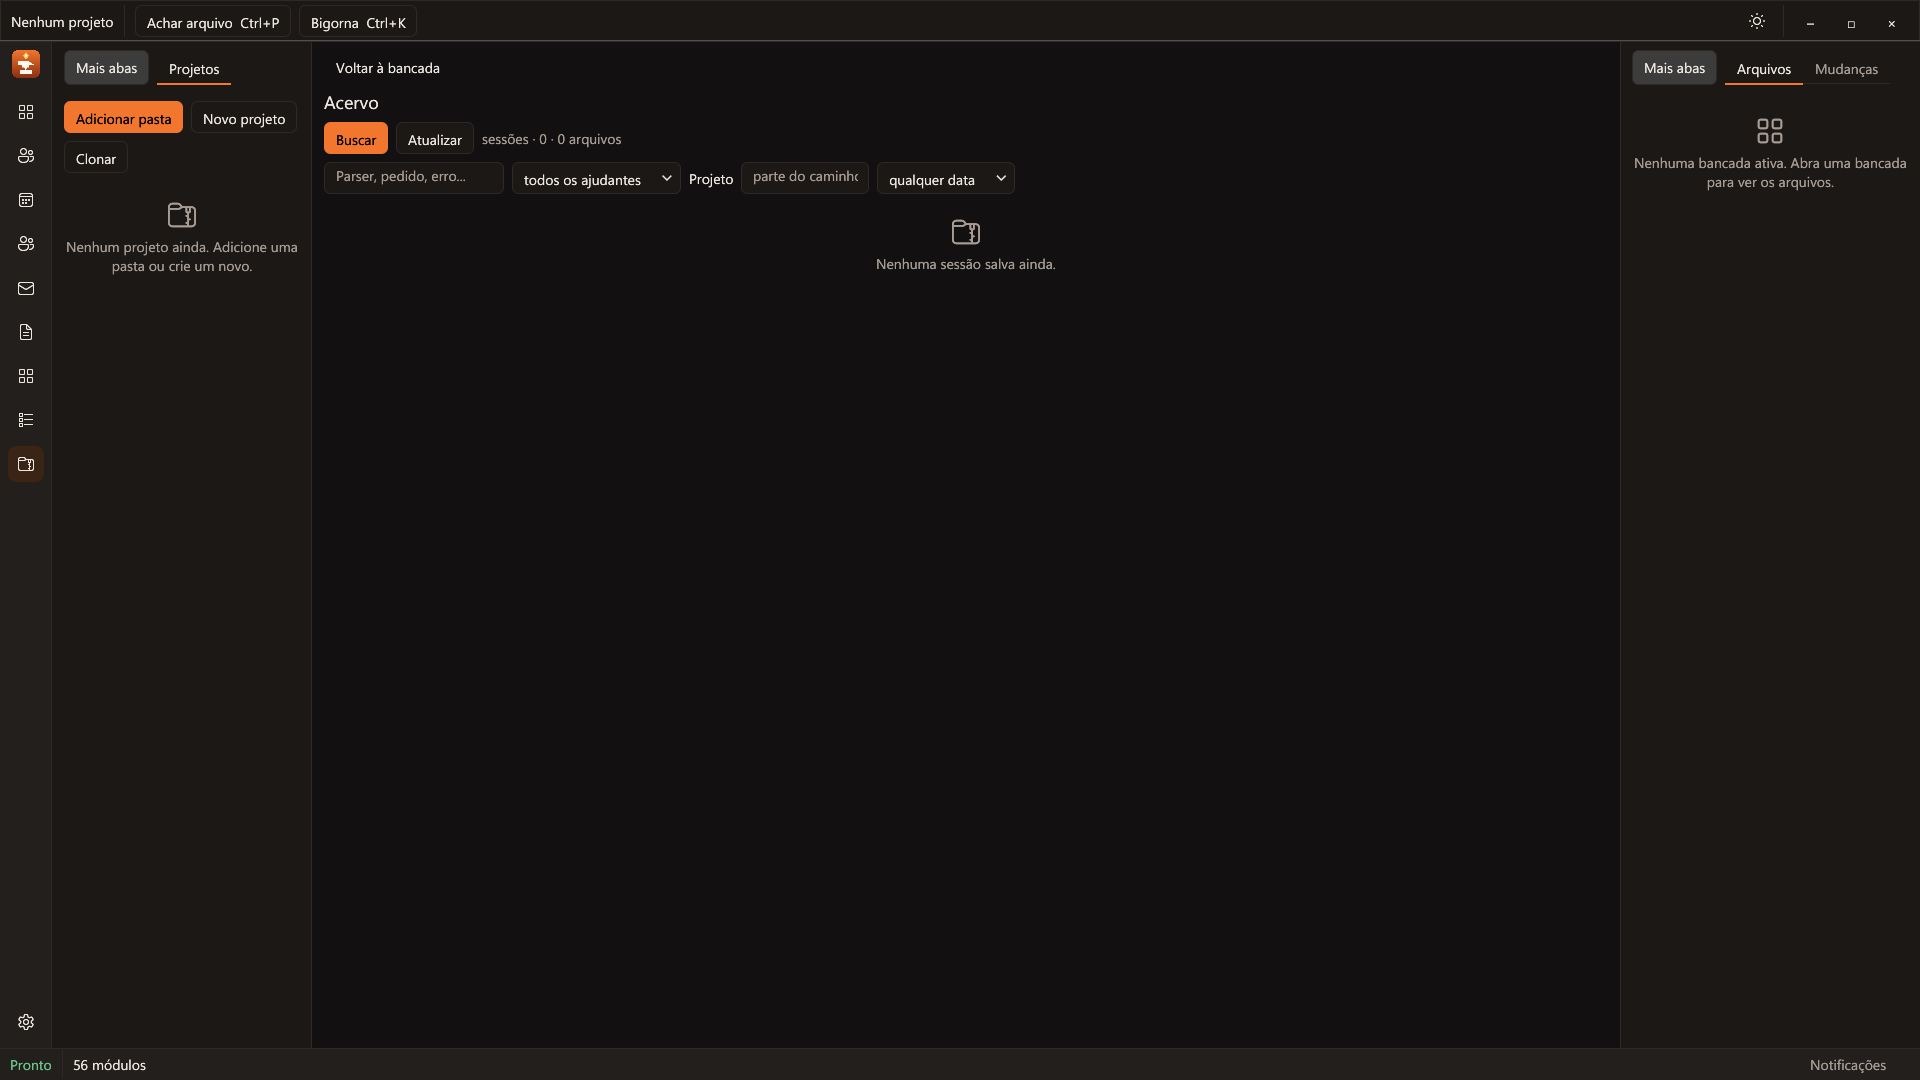 Nenhum projeto
Achar arquivo Ctrl+P
Bigorna Ctrl+K
Mais abas
Projetos
Adicionar pasta
Novo projeto
Clonar
Nenhum projeto ainda. Adicione uma
pasta ou crie um novo.
Voltar à bancada
Acervo
Buscar
Atualizar
sessões · 0 · 0 arquivos
Parser, pedido, erro...
todos os ajudantes
Projeto
parte do caminho
qualquer data
Nenhuma sessão salva ainda.
Mais abas
Arquivos
Mudanças
Nenhuma bancada ativa. Abra uma bancada
para ver os arquivos.
Pronto
56 módulos
Notificações